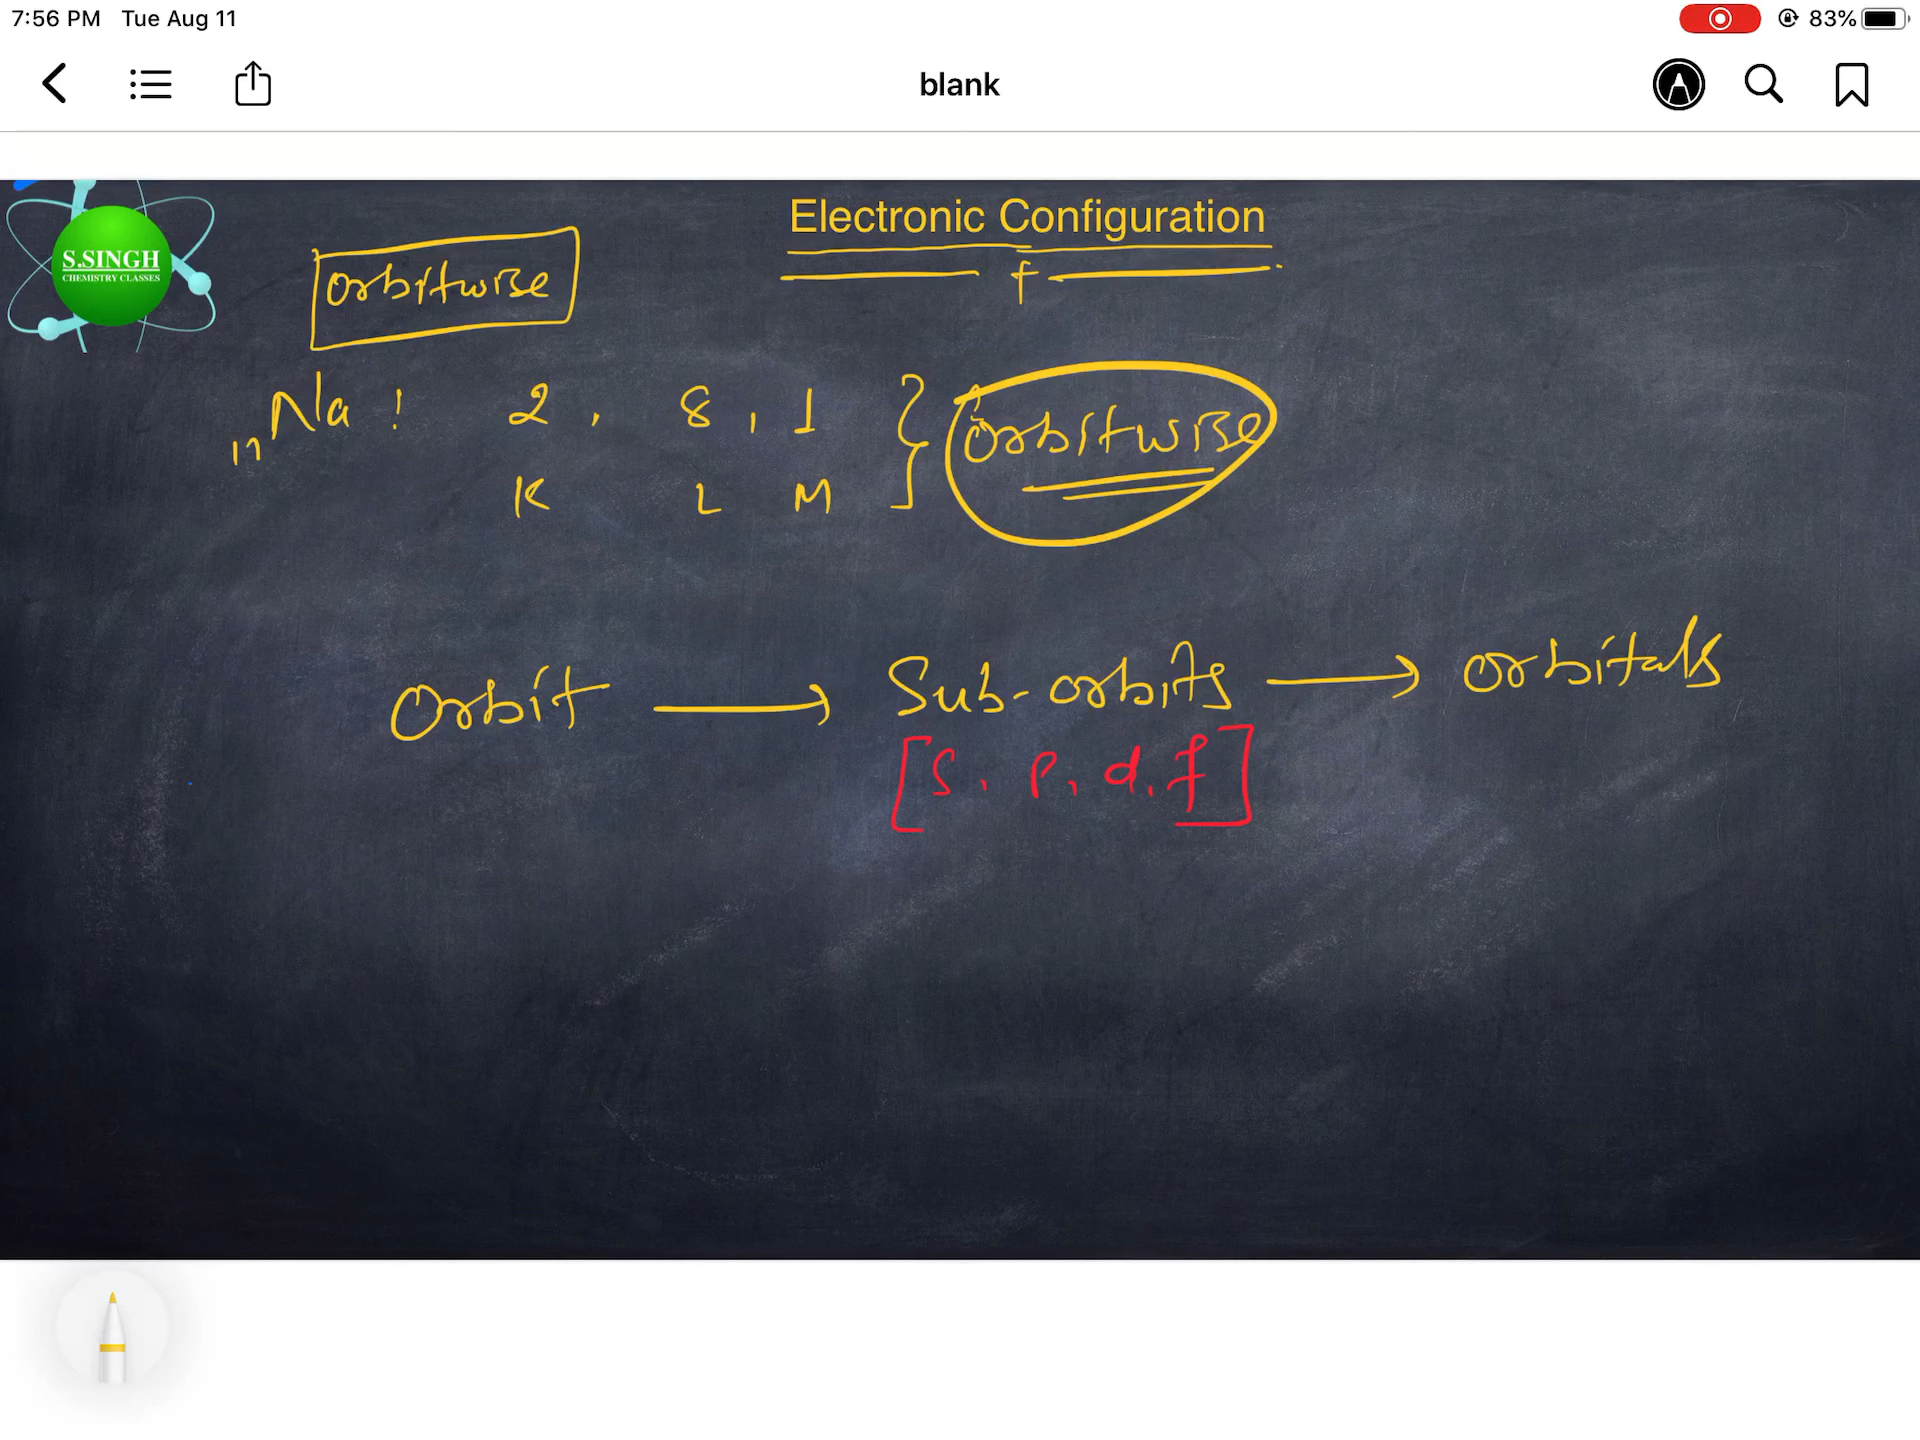 7:56 PM Tue Aug 11
83%
blank
Electronic Configuration
S.SINGH
CHEMISTRY CLASSES
orbitwise
f
11Na : 2, 8, 1 } orbitwise
K L M
Orbit → Sub-orbits → orbitals
[s, p, d, f]